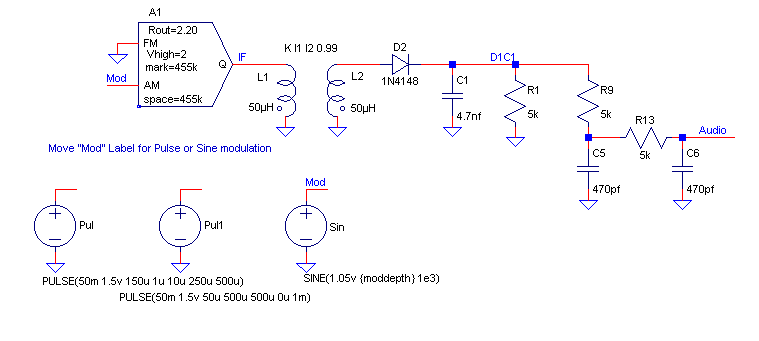 A1
Rout=2.20
FM
Vhigh=2
mark=455k
Q
IF
Mod
AM
space=455k
K l1 l2 0.99
L1
50µH
L2
50µH
D2
1N4148
D1C1
C1
4.7nf
R1
5k
R9
5k
R13
5k
Audio
C5
470pf
C6
470pf
Move "Mod" Label for Pulse or Sine modulation
Pul
Pul1
Mod
Sin
PULSE(50m 1.5v 150u 1u 10u 250u 500u)
SINE(1.05v {moddepth} 1e3)
PULSE(50m 1.5v 50u 500u 500u 0u 1m)